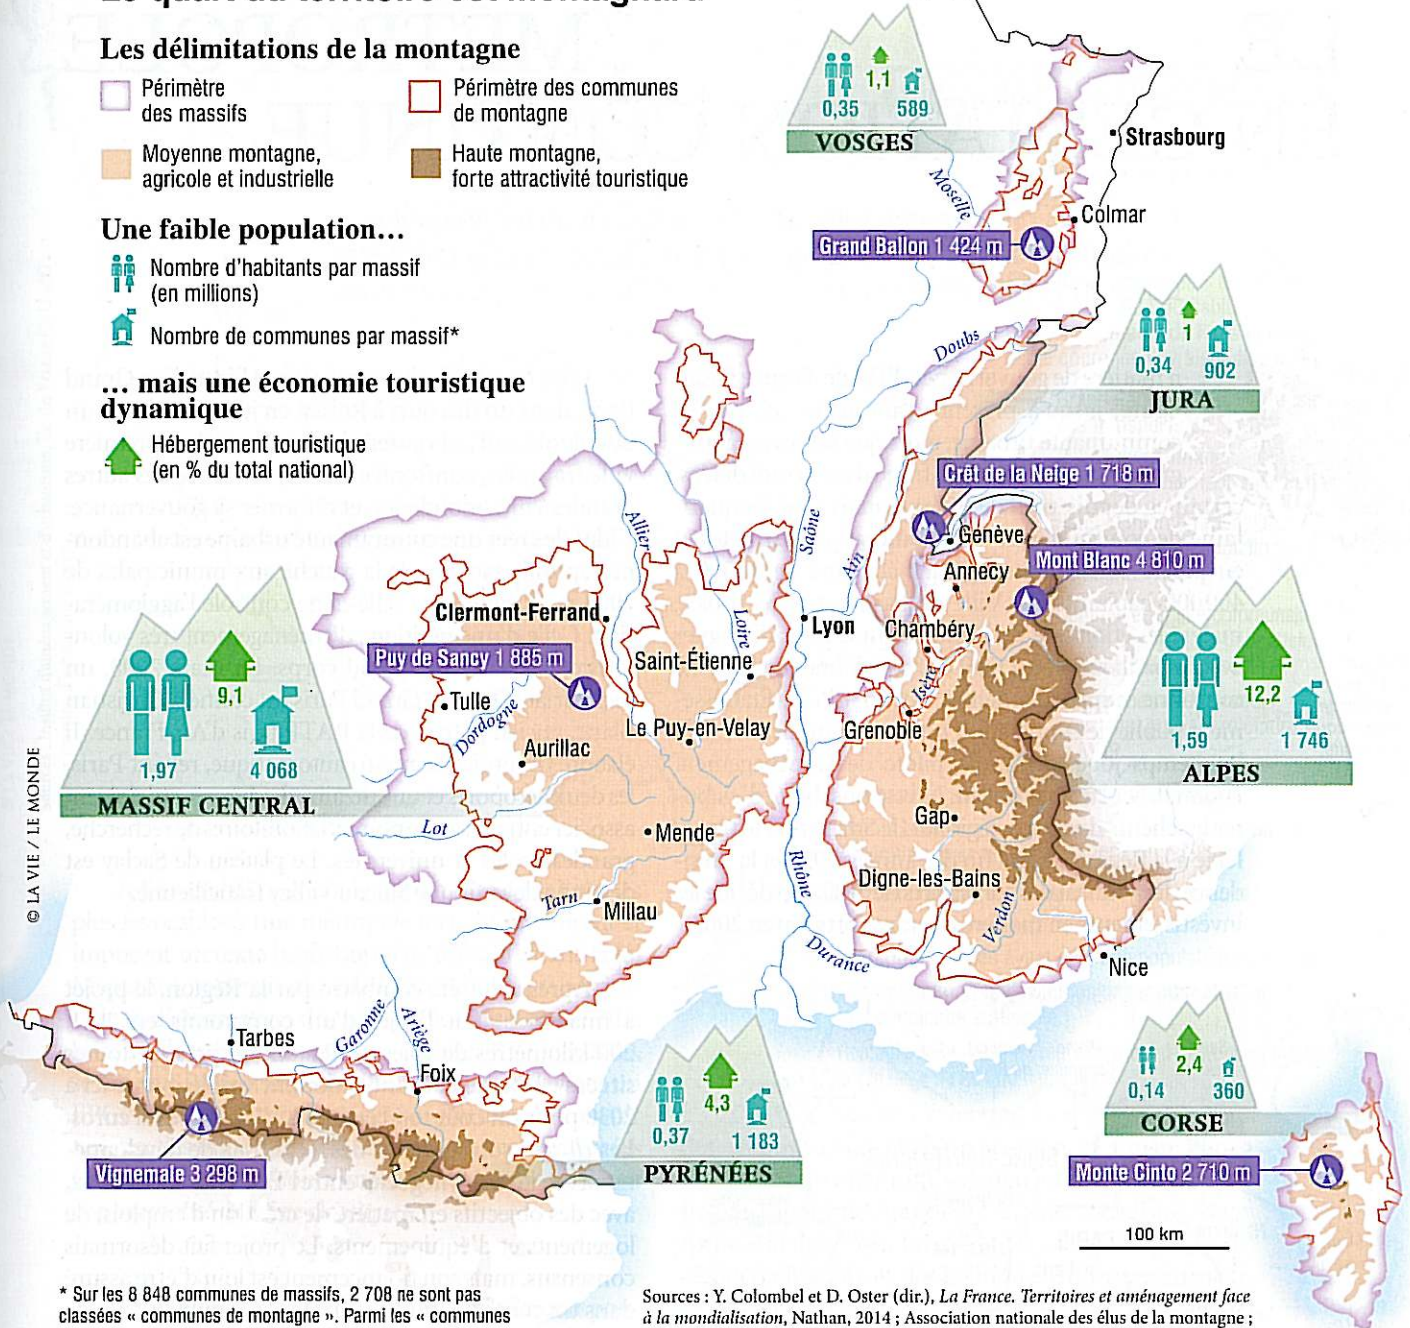 Les délimitations de la montagne
Périmètre
des massifs
Périmètre des communes
de montagne
Moyenne montagne,
agricole et industrielle
Haute montagne,
forte attractivité touristique
Une faible population…
Nombre d'habitants par massif
(en millions)
Nombre de communes par massif*
… mais une économie touristique
dynamique
Hébergement touristique
(en % du total national)
1,1
0,35
589
VOSGES
Strasbourg
Moselle
Colmar
Grand Ballon 1 424 m
Doubs
1
0,34
902
JURA
Crêt de la Neige 1 718 m
Allier
Saône
Ain
Genève
Annecy
Mont Blanc 4 810 m
Clermont-Ferrand
Loire
Lyon
Chambéry
Puy de Sancy 1 885 m
Saint-Étienne
Isère
Tulle
Dordogne
Le Puy-en-Velay
Grenoble
Aurillac
9,1
1,97
4 068
MASSIF CENTRAL
12,2
1,59
1 746
ALPES
Lot
Mende
Gap
Rhône
Digne-les-Bains
Tarn
Millau
Verdon
Durance
Nice
© LA VIE / LE MONDE
Tarbes
Garonne
Ariège
Foix
Vignemale 3 298 m
4,3
0,37
1 183
PYRÉNÉES
2,4
0,14
360
CORSE
Monte Cinto 2 710 m
100 km
* Sur les 8 848 communes de massifs, 2 708 ne sont pas
classées « communes de montagne ». Parmi les « communes
Sources : Y. Colombel et D. Oster (dir.), La France. Territoires et aménagement face
à la mondialisation, Nathan, 2014 ; Association nationale des élus de la montagne ;